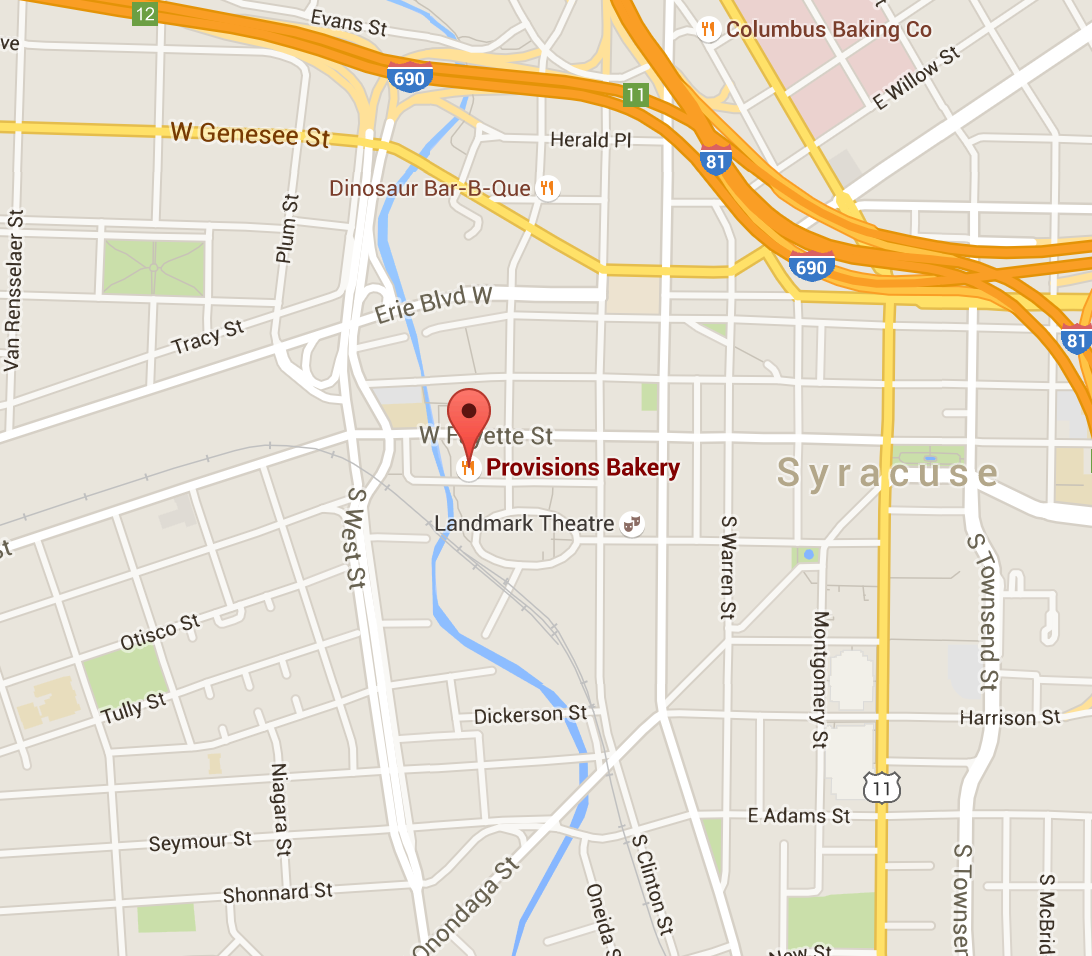 12
Evans St
Columbus Baking Co
ve
690
E Willow St
11
W Genesee St
Herald Pl
81
Dinosaur Bar-B-Que
Plum St
Van Rensselaer St
690
Erie Blvd W
Tracy St
81
W Fayette St
Provisions Bakery
Syracuse
Landmark Theatre
S West St
S Warren St
S Townsend St
Otisco St
Montgomery St
Tully St
Dickerson St
Harrison St
11
Niagara St
E Adams St
Seymour St
S Clinton St
Shonnard St
Onondaga St
Oneida S
S Townsen
S McBrid